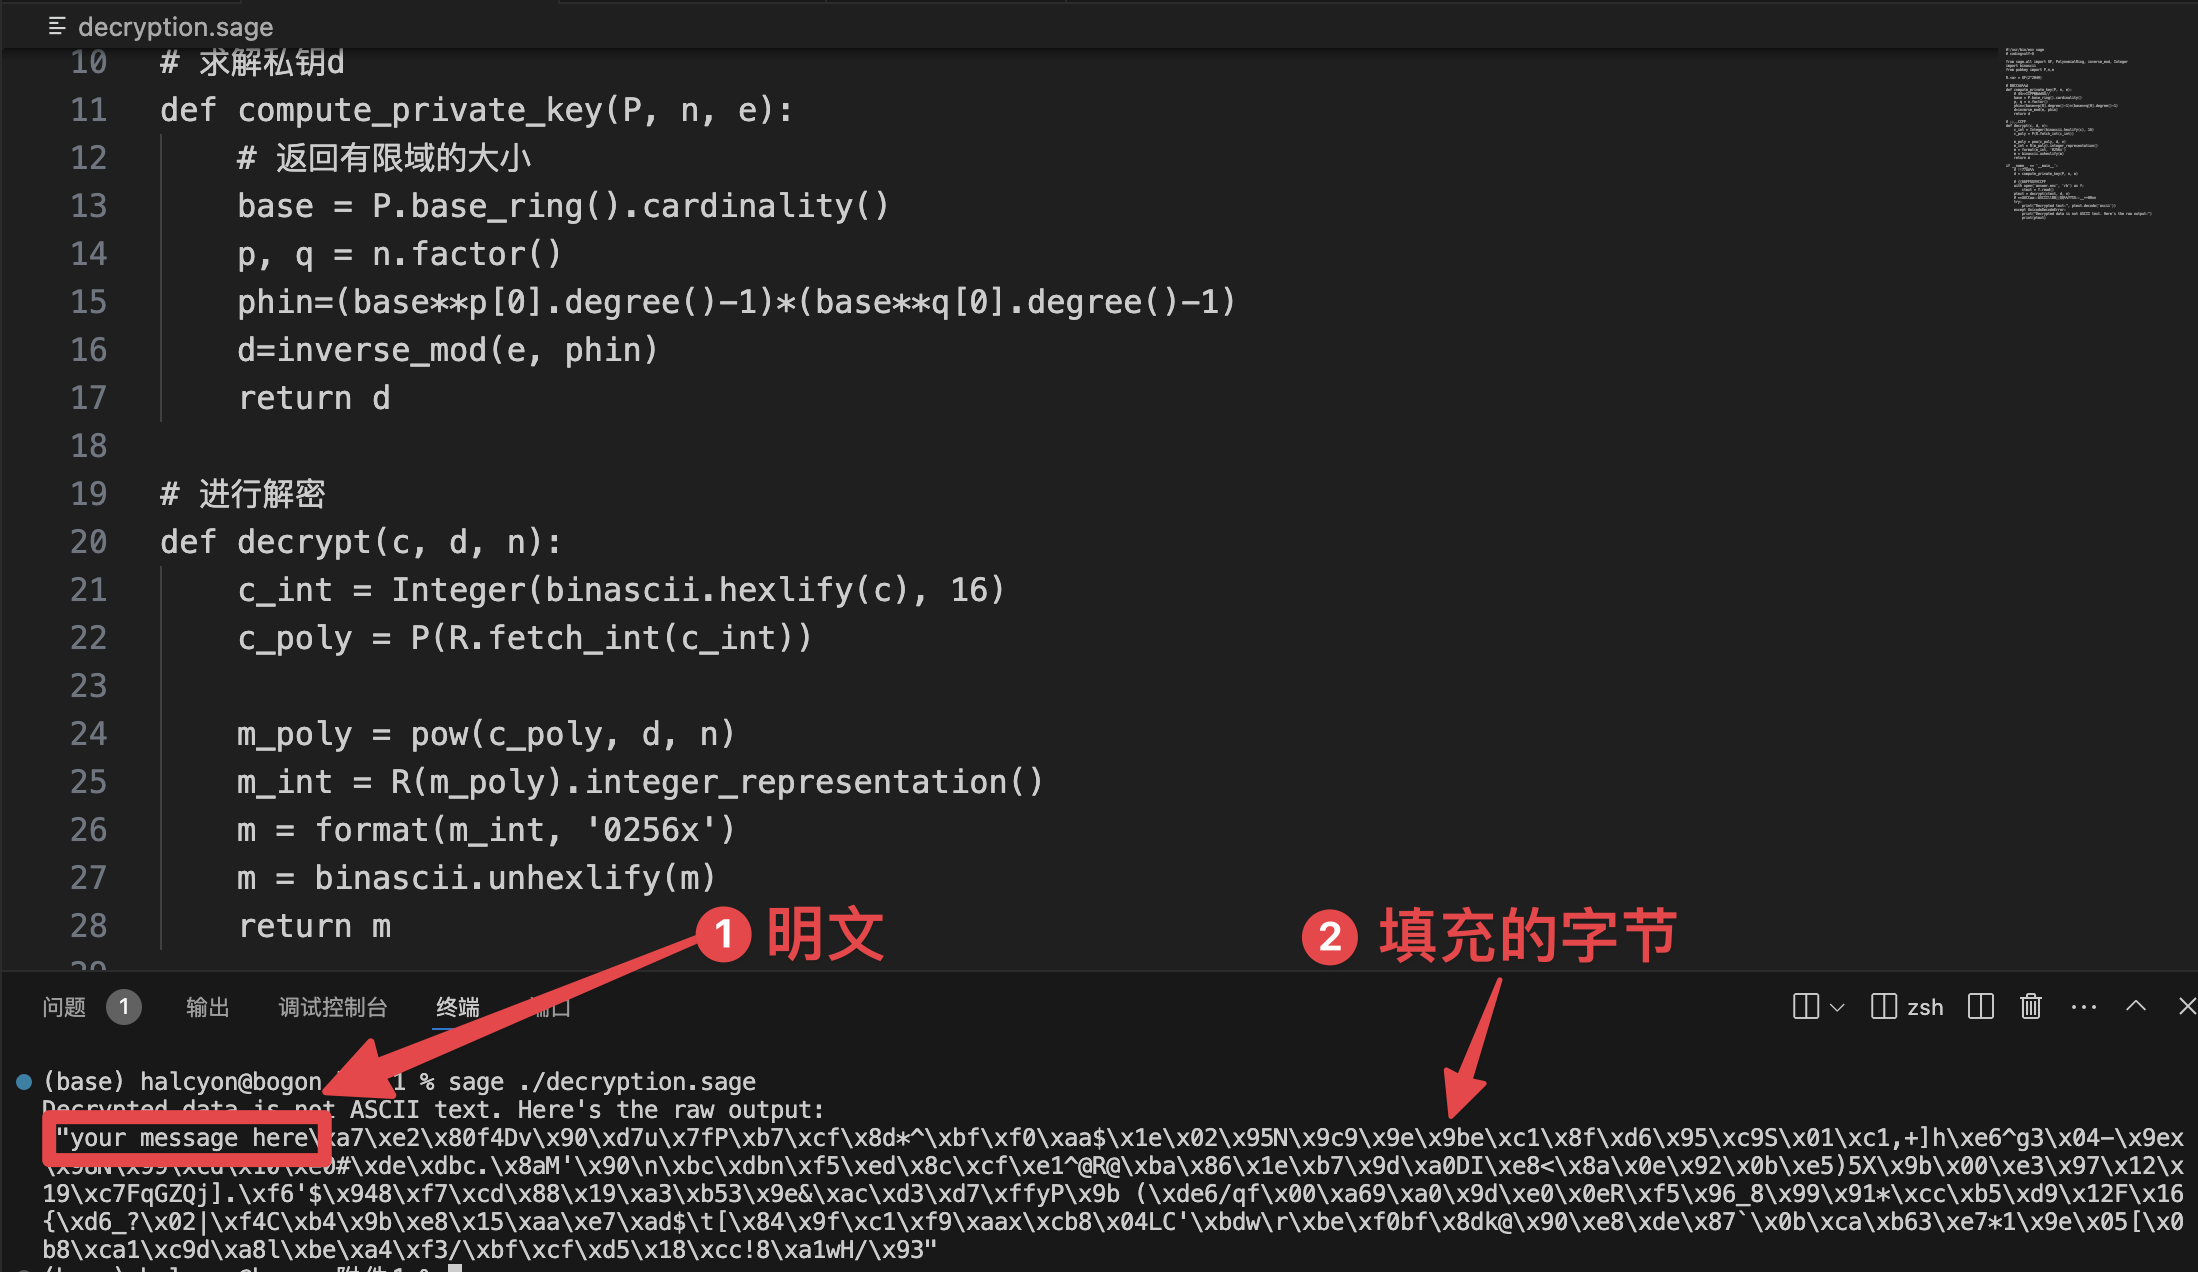 decryption.sage
10 # 求解私钥d
11 def compute_private_key(P, n, e):
12 # 返回有限域的大小
13 base = P.base_ring().cardinality()
14 p, q = n.factor()
15 phin=(base**p[0].degree()-1)*(base**q[0].degree()-1)
16 d=inverse_mod(e, phin)
17 return d
18
19 # 进行解密
20 def decrypt(c, d, n):
21 c_int = Integer(binascii.hexlify(c), 16)
22 c_poly = P(R.fetch_int(c_int))
23
24 m_poly = pow(c_poly, d, n)
25 m_int = R(m_poly).integer_representation()
26 m = format(m_int, '0256x')
27 m = binascii.unhexlify(m)
28 return m
1 明文
2 填充的字节
问题 1 输出 调试控制台 终端 端口 zsh
(base) halcyon@bogon 1 % sage ./decryption.sage
Decrypted data is not ASCII text. Here's the raw output:
"your message here\xa7\xe2\x80f4Dv\x90\xd7u\x7fP\xb7\xcf\x8d*^\xbf\xf0\xaa$\x1e\x02\x95N\x9c9\x9e\x9be\xc1\x8f\xd6\x95\xc9S\x01\xc1,+]h\xe6^g3\x04-\x9ex
\x98N\x99\xcd\x10\xe0#\xde\xdbc.\x8aM'\x90\n\xbc\xdbn\xf5\xed\x8c\xcf\xe1^@R@\xba\x86\x1e\xb7\x9d\xa0DI\xe8<\x8a\x0e\x92\x0b\xe5)5X\x9b\x00\xe3\x97\x12\x
19\xc7FqGZQj].\xf6'$\x948\xf7\xcd\x88\x19\xa3\xb53\x9e&\xac\xd3\xd7\xffyP\x9b (\xde6/qf\x00\xa69\xa0\x9d\xe0\x0eR\xf5\x96_8\x99\x91*\xcc\xb5\xd9\x12F\x16
{\xd6_?\x02|\xf4C\xb4\x9b\xe8\x15\xaa\xe7\xad$\t[\x84\x9f\xc1\xf9\xaax\xcb8\x04LC'\xbdw\r\xbe\xf0bf\x8dk@\x90\xe8\xde\x87`\x0b\xca\xb63\xe7*1\x9e\x05[\x0
b8\xca1\xc9d\xa8l\xbe\xa4\xf3/\xbf\xcf\xd5\x18\xcc!8\xa1wH/\x93"